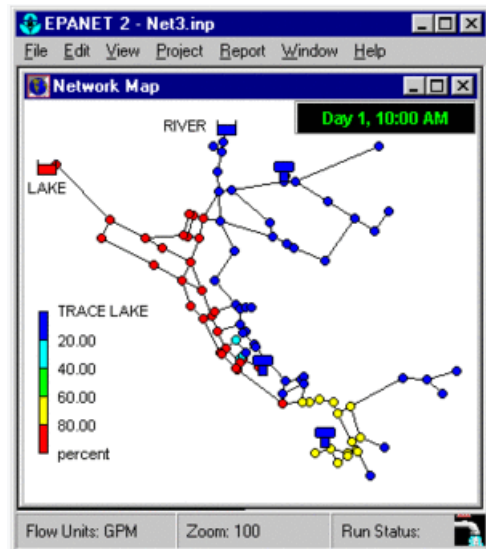 EPANET 2 - Net3.inp
File Edit View Project Report Window Help
Network Map
Day 1, 10:00 AM
RIVER
LAKE
TRACE LAKE
20.00
40.00
60.00
80.00
percent
Flow Units: GPM Zoom: 100 Run Status: